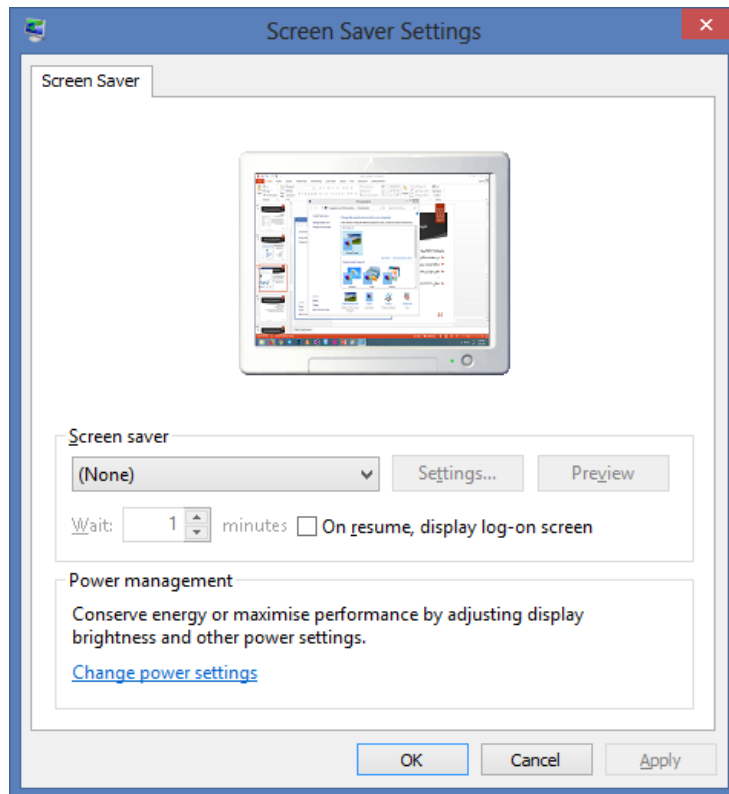 Screen Saver Settings
Screen Saver
Screen saver
(None)
Settings...
Preview
Wait:
1
minutes
On resume, display log-on screen
Power management
Conserve energy or maximise performance by adjusting display
brightness and other power settings.
Change power settings
OK
Cancel
Apply